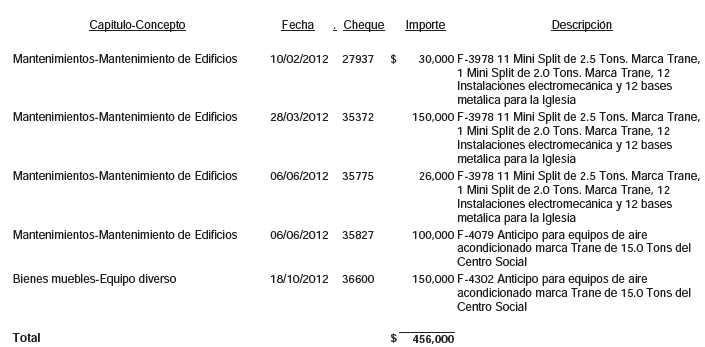 Capítulo-Concepto Fecha . Cheque Importe Descripción
Mantenimientos-Mantenimiento de Edificios 10/02/2012 27937 $ 30,000 F-3978 11 Mini Split de 2.5 Tons. Marca Trane,
1 Mini Split de 2.0 Tons. Marca Trane, 12
Instalaciones electromecánica y 12 bases
metálica para la Iglesia
Mantenimientos-Mantenimiento de Edificios 28/03/2012 35372 150,000 F-3978 11 Mini Split de 2.5 Tons. Marca Trane,
1 Mini Split de 2.0 Tons. Marca Trane, 12
Instalaciones electromecánica y 12 bases
metálica para la Iglesia
Mantenimientos-Mantenimiento de Edificios 06/06/2012 35775 26,000 F-3978 11 Mini Split de 2.5 Tons. Marca Trane,
1 Mini Split de 2.0 Tons. Marca Trane, 12
Instalaciones electromecánica y 12 bases
metálica para la Iglesia
Mantenimientos-Mantenimiento de Edificios 06/06/2012 35827 100,000 F-4079 Anticipo para equipos de aire
acondicionado marca Trane de 15.0 Tons del
Centro Social
Bienes muebles-Equipo diverso 18/10/2012 36600 150,000 F-4302 Anticipo para equipos de aire
acondicionado marca Trane de 15.0 Tons del
Centro Social
Total $ 456,000